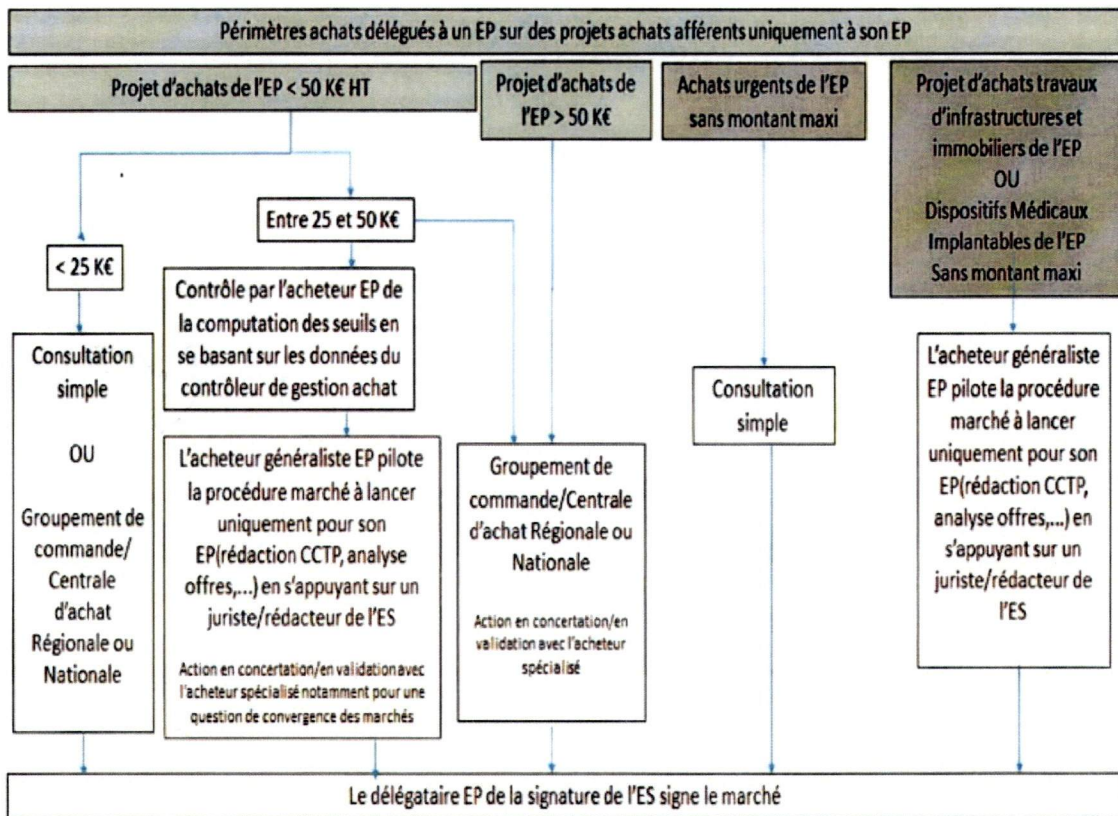 Périmètres achats délégués à un EP sur des projets achats afférents uniquement à son EP
Projet d'achats de l'EP < 50 K€ HT
Projet d'achats de
l'EP > 50 K€
Achats urgents de l'EP
sans montant maxi
Projet d'achats travaux
d'infrastructures et
immobiliers de l'EP
OU
Dispositifs Médicaux
Implantables de l'EP
Sans montant maxi
< 25 K€
Entre 25 et 50 K€
Consultation
simple
OU
Groupement de
commande/
Centrale
d'achat
Régionale ou
Nationale
Contrôle par l'acheteur EP de
la computation des seuils en
se basant sur les données du
contrôleur de gestion achat
L'acheteur généraliste EP pilote
la procédure marché à lancer
uniquement pour son
EP(rédaction CCTP, analyse
offres,...) en s'appuyant sur un
juriste/rédacteur de l'ES
Action en concertation/en validation avec
l'acheteur spécialisé notamment pour une
question de convergence des marchés
Groupement de
commande/Centrale
d'achat Régionale ou
Nationale
Action en concertation/en
validation avec l'acheteur
spécialisé
Consultation
simple
L'acheteur généraliste
EP pilote la procédure
marché à lancer
uniquement pour son
EP(rédaction CCTP,
analyse offres,...) en
s'appuyant sur un
juriste/rédacteur de
l'ES
Le délégataire EP de la signature de l'ES signe le marché